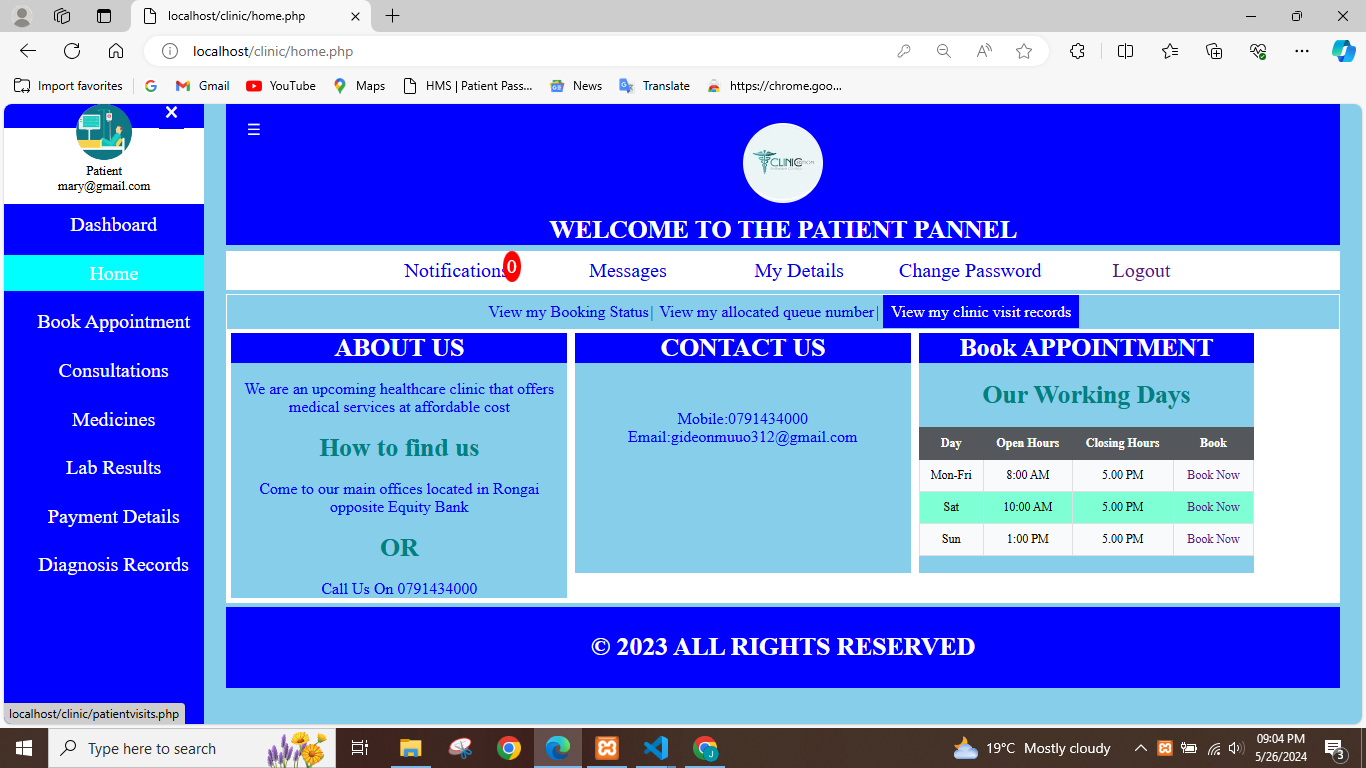 localhost/clinic/home.php
localhost/clinic/home.php
Import favorites
Gmail
YouTube
Maps
HMS | Patient Pass...
News
Translate
https://chrome.goo...
Patient
mary@gmail.com
Dashboard
Home
Book Appointment
Consultations
Medicines
Lab Results
Payment Details
Diagnosis Records
CLINIC
WELCOME TO THE PATIENT PANNEL
Notifications 0 Messages My Details Change Password Logout
View my Booking Status| View my allocated queue number| View my clinic visit records
ABOUT US
We are an upcoming healthcare clinic that offers
medical services at affordable cost
How to find us
Come to our main offices located in Rongai
opposite Equity Bank
OR
Call Us On 0791434000
CONTACT US
Mobile:0791434000
Email:gideonmuuo312@gmail.com
Book APPOINTMENT
Our Working Days
Day Open Hours Closing Hours Book
Mon-Fri 8:00 AM 5.00 PM Book Now
Sat 10:00 AM 5.00 PM Book Now
Sun 1:00 PM 5.00 PM Book Now
© 2023 ALL RIGHTS RESERVED
localhost/clinic/patientvisits.php
Type here to search
19°C Mostly cloudy
09:04 PM
5/26/2024
3